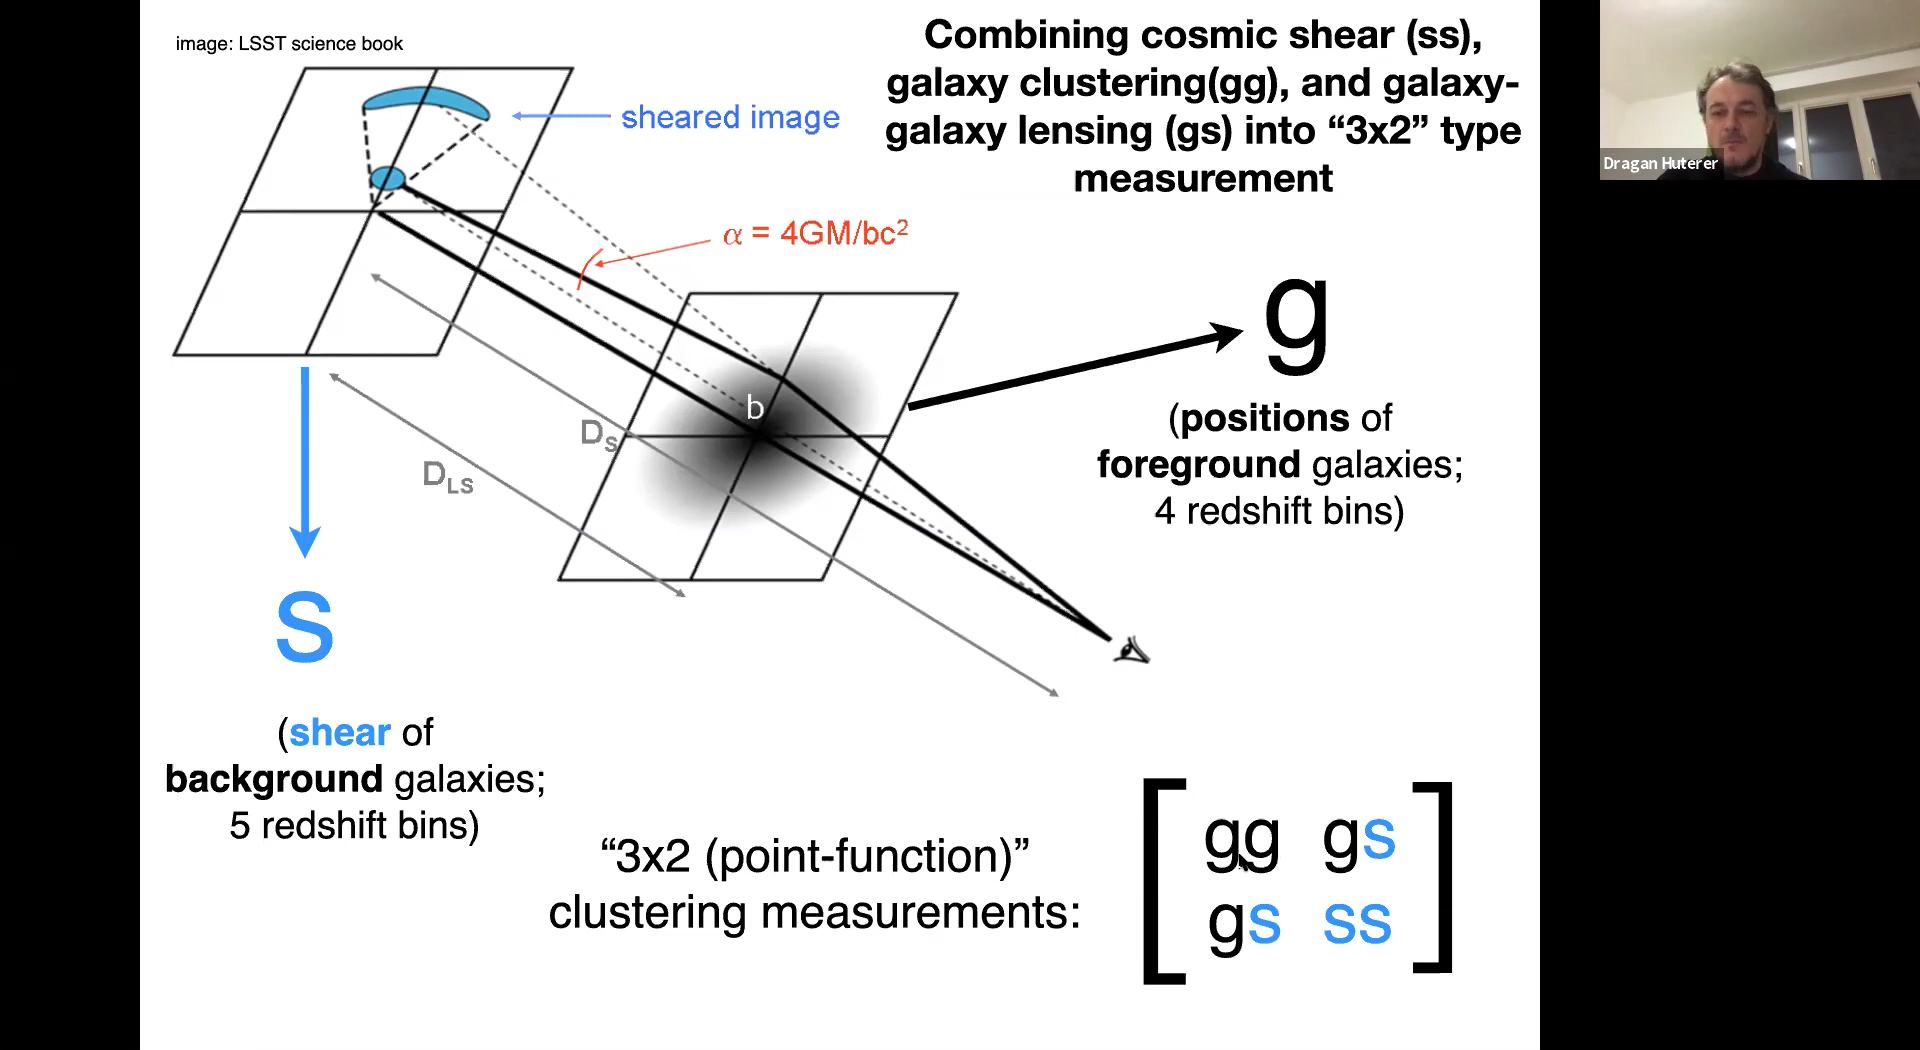 image: LSST science book
Combining cosmic shear (ss),
galaxy clustering(gg), and galaxy-
galaxy lensing (gs) into “3x2” type
measurement
Dragan Huterer
sheared image
α = 4GM/bc²
g
(positions of
foreground galaxies;
4 redshift bins)
b
D_S
D_LS
s
(shear of
background galaxies;
5 redshift bins)
“3x2 (point-function)”
clustering measurements:
gg gs
gs ss